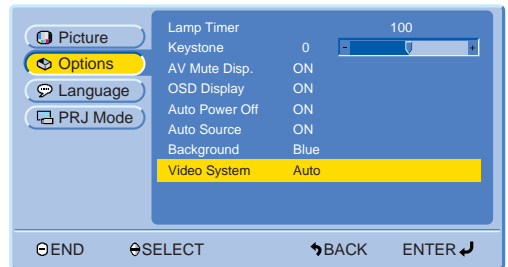 Picture
Options
Language
PRJ Mode
Lamp Timer 100
Keystone 0 - +
AV Mute Disp. ON
OSD Display ON
Auto Power Off ON
Auto Source ON
Background Blue
Video System Auto
END SELECT BACK ENTER